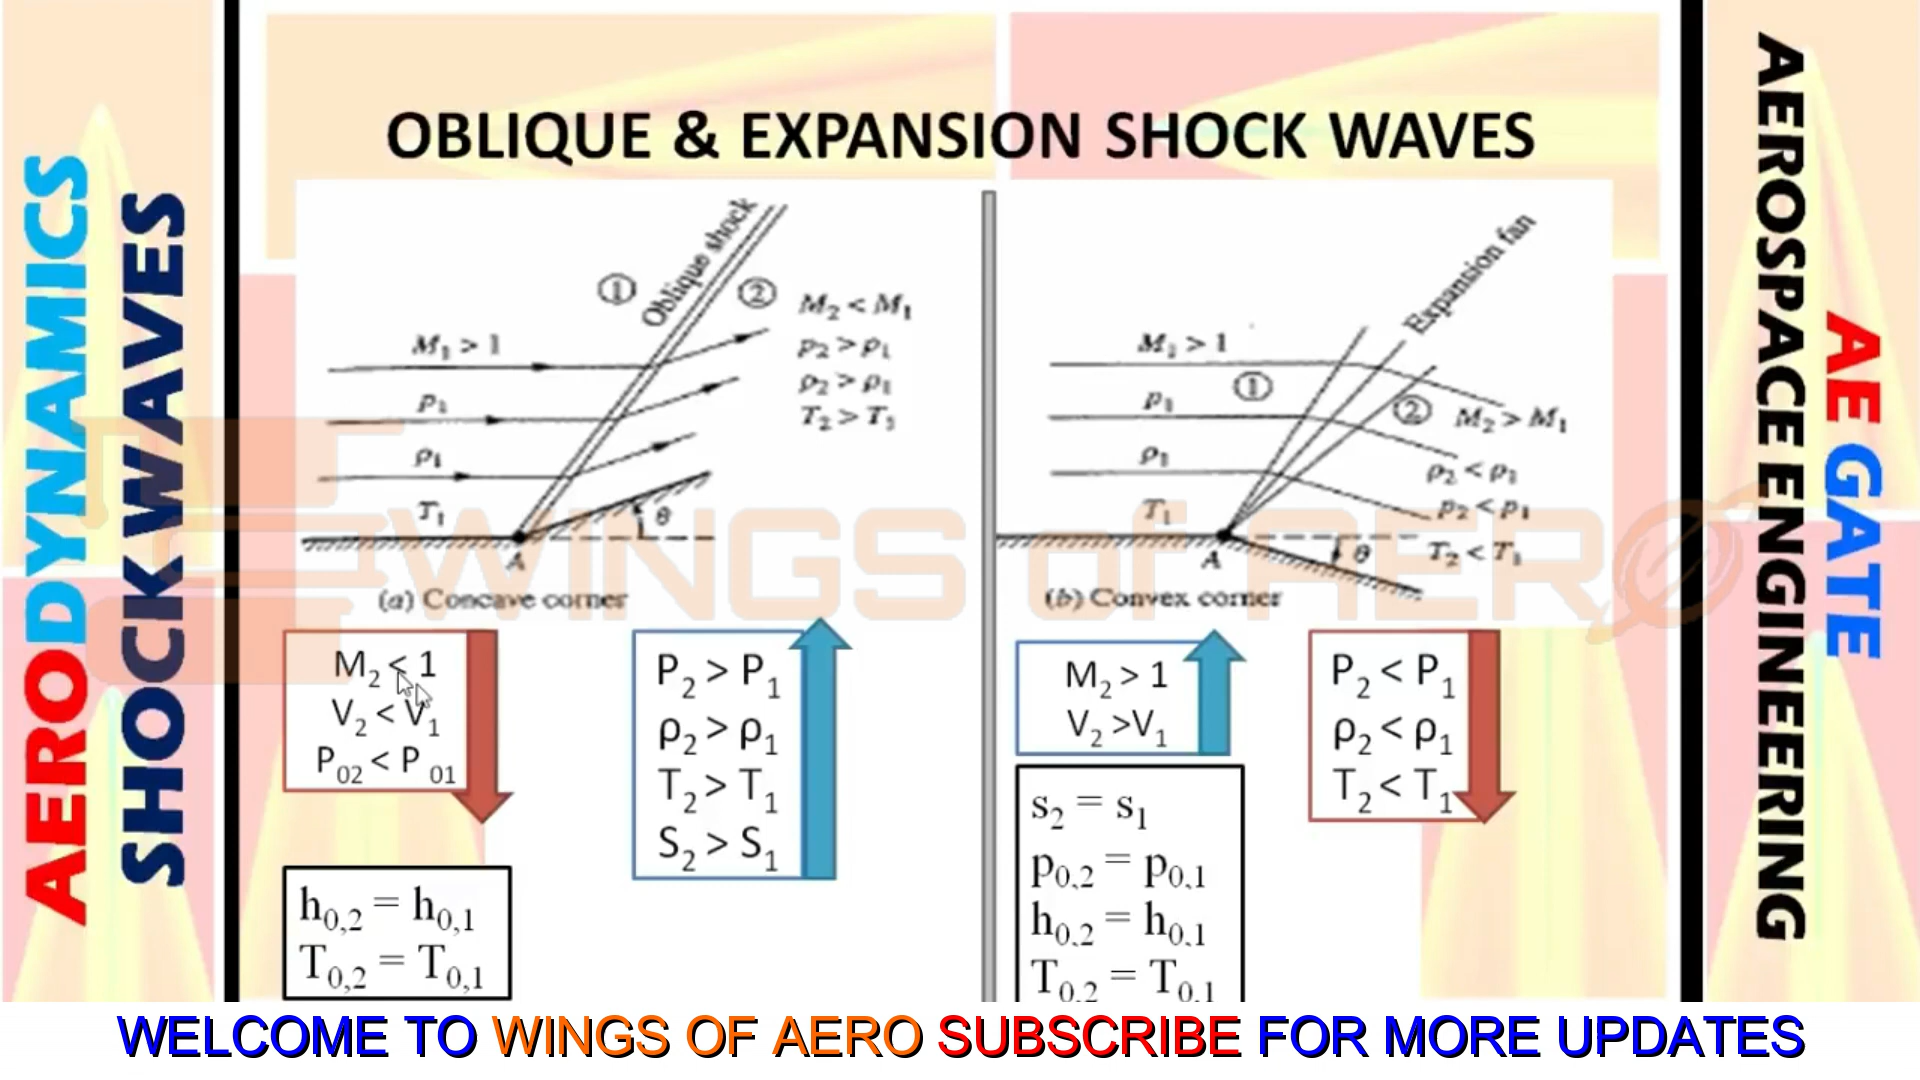 AERODYNAMICS
SHOCK WAVES
OBLIQUE & EXPANSION SHOCK WAVES
Oblique shock
①
②
M₁ > 1
p₁
ρ₁
T₁
M₂ < M₁
p₂ > p₁
ρ₂ > ρ₁
T₂ > T₁
θ
A
(a) Concave corner
Expansion fan
M₁ > 1
①
②
p₁
ρ₁
T₁
M₂ > M₁
ρ₂ < ρ₁
p₂ < p₁
T₂ < T₁
θ
A
(b) Convex corner
WINGS of AERO
M₂ < 1
V₂ < V₁
P₀₂ < P ₀₁
P₂ > P₁
ρ₂ > ρ₁
T₂ > T₁
S₂ > S₁
h₀,₂ = h₀,₁
T₀,₂ = T₀,₁
M₂ > 1
V₂ >V₁
P₂ < P₁
ρ₂ < ρ₁
T₂ < T₁
s₂ = s₁
p₀,₂ = p₀,₁
h₀,₂ = h₀,₁
T₀,₂ = T₀,₁
AEROSPACE ENGINEERING
AE GATE
WELCOME TO WINGS OF AERO SUBSCRIBE FOR MORE UPDATES